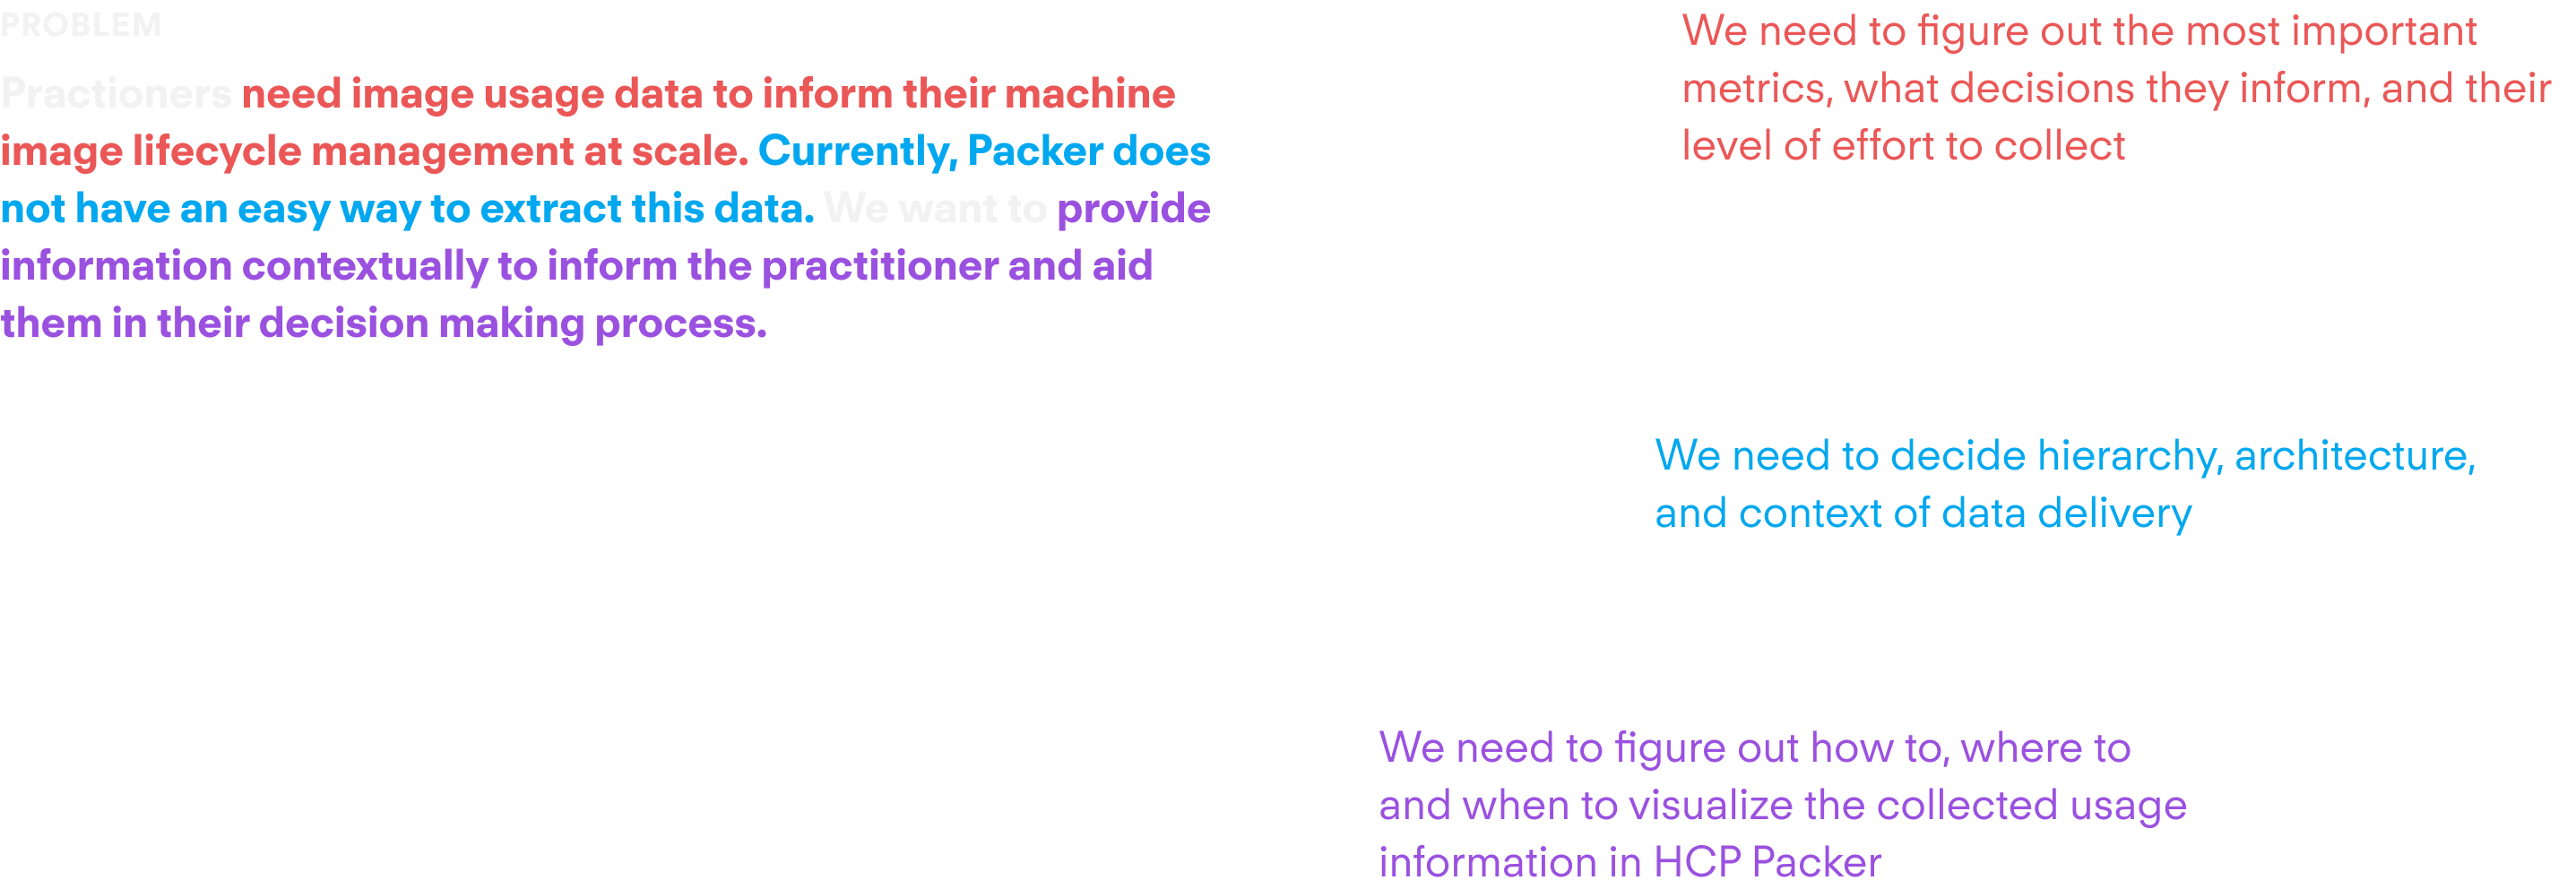 PROBLEM
Practioners need image usage data to inform their machine
image lifecycle management at scale. Currently, Packer does
not have an easy way to extract this data. We want to provide
information contextually to inform the practitioner and aid
them in their decision making process.
We need to figure out the most important
metrics, what decisions they inform, and their
level of effort to collect
We need to decide hierarchy, architecture,
and context of data delivery
We need to figure out how to, where to
and when to visualize the collected usage
information in HCP Packer